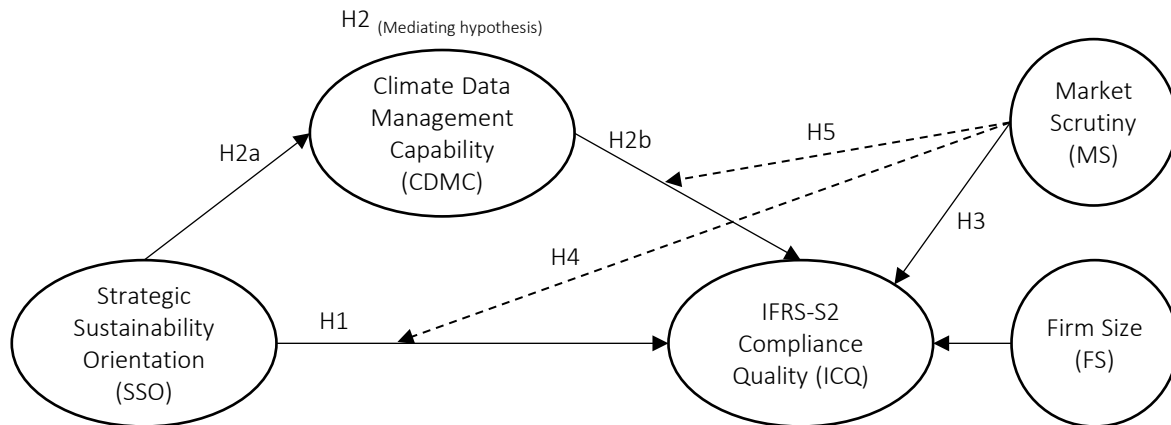 H2 (Mediating hypothesis)
Climate Data
Management
Capability
(CDMC)
Market
Scrutiny
(MS)
H5
H2a
H2b
H3
H4
Strategic
Sustainability
Orientation
(SSO)
H1
IFRS-S2
Compliance
Quality (ICQ)
Firm Size
(FS)